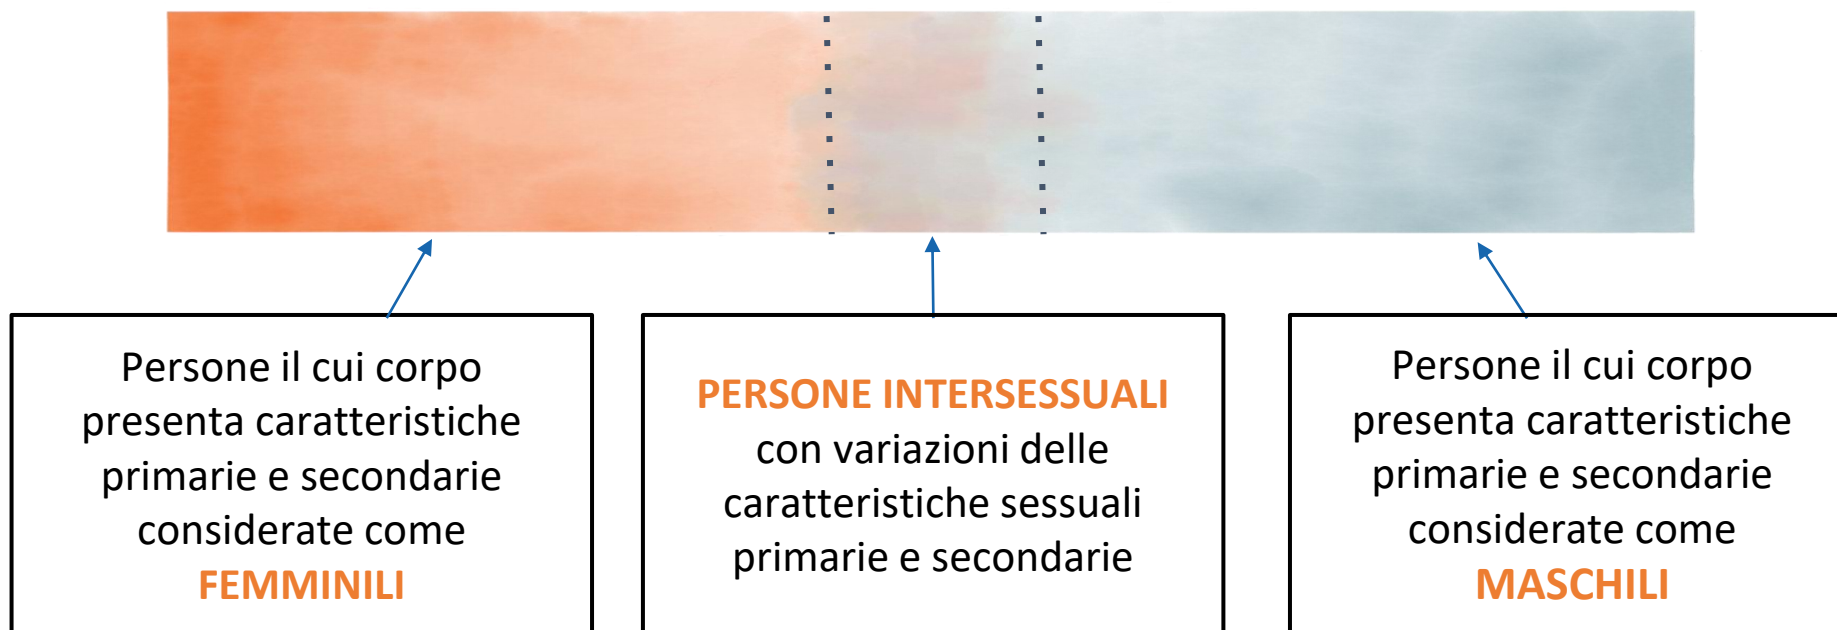 Persone il cui corpo
presenta caratteristiche
primarie e secondarie
considerate come
FEMMINILI
PERSONE INTERSESSUALI
con variazioni delle
caratteristiche sessuali
primarie e secondarie
Persone il cui corpo
presenta caratteristiche
primarie e secondarie
considerate come
MASCHILI